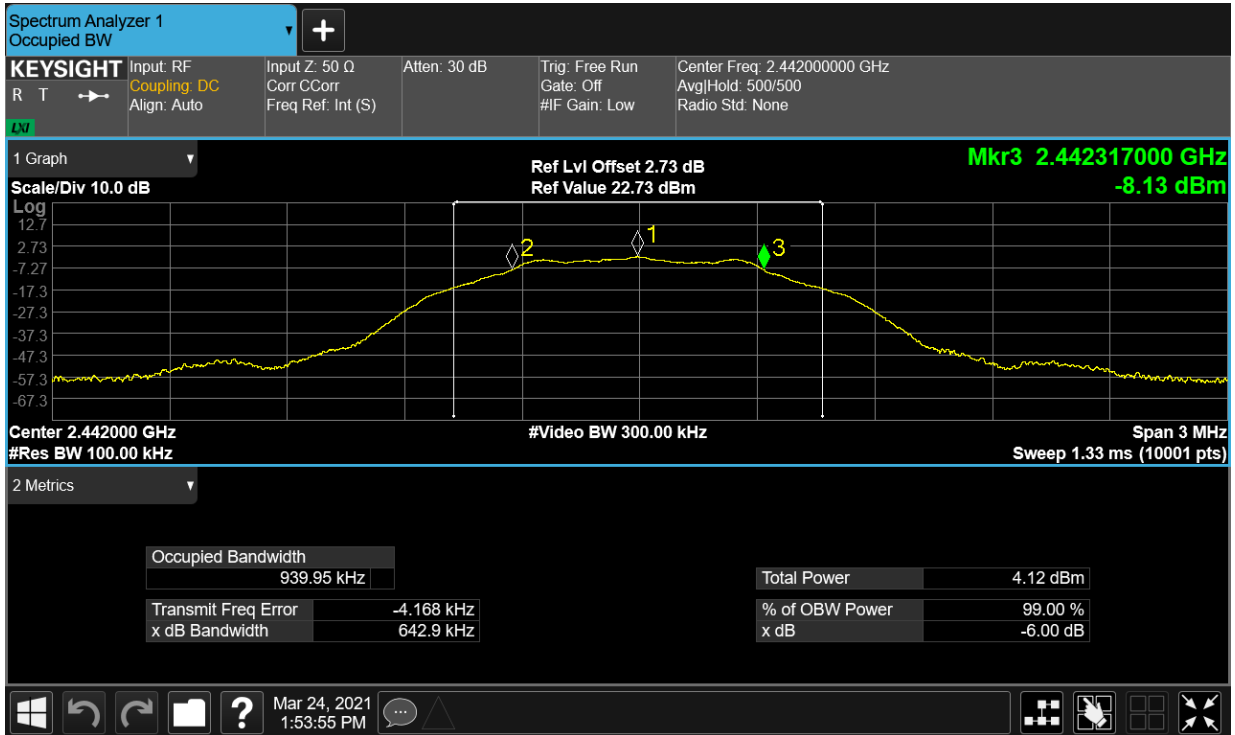 Spectrum Analyzer 1
Occupied BW
▼
+
KEYSIGHT
R T
LXI
Input: RF
Coupling: DC
Align: Auto
Input Z: 50 Ω
Corr CCorr
Freq Ref: Int (S)
Atten: 30 dB
Trig: Free Run
Gate: Off
#IF Gain: Low
Center Freq: 2.442000000 GHz
Avg|Hold: 500/500
Radio Std: None
1 Graph ▼
Scale/Div 10.0 dB
Ref Lvl Offset 2.73 dB
Ref Value 22.73 dBm
Mkr3 2.442317000 GHz
-8.13 dBm
Log
12.7
2.73
-7.27
-17.3
-27.3
-37.3
-47.3
-57.3
-67.3
2
1
3
Center 2.442000 GHz
#Res BW 100.00 kHz
#Video BW 300.00 kHz
Span 3 MHz
Sweep 1.33 ms (10001 pts)
2 Metrics ▼
Occupied Bandwidth
939.95 kHz
Transmit Freq Error -4.168 kHz
x dB Bandwidth 642.9 kHz
Total Power 4.12 dBm
% of OBW Power 99.00 %
x dB -6.00 dB
?
Mar 24, 2021
1:53:55 PM